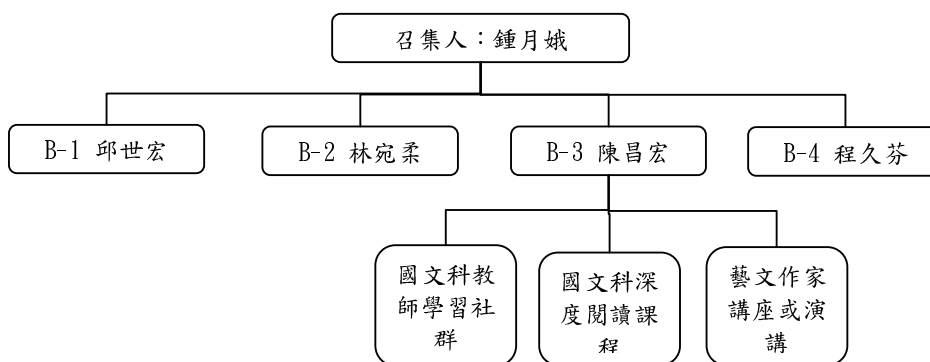 召集人：鍾月娥
B-1 邱世宏
B-2 林宛柔
B-3 陳昌宏
B-4 程久芬
國文科教
師學習社
群
國文科深
度閱讀課
程
藝文作家
講座或演
講